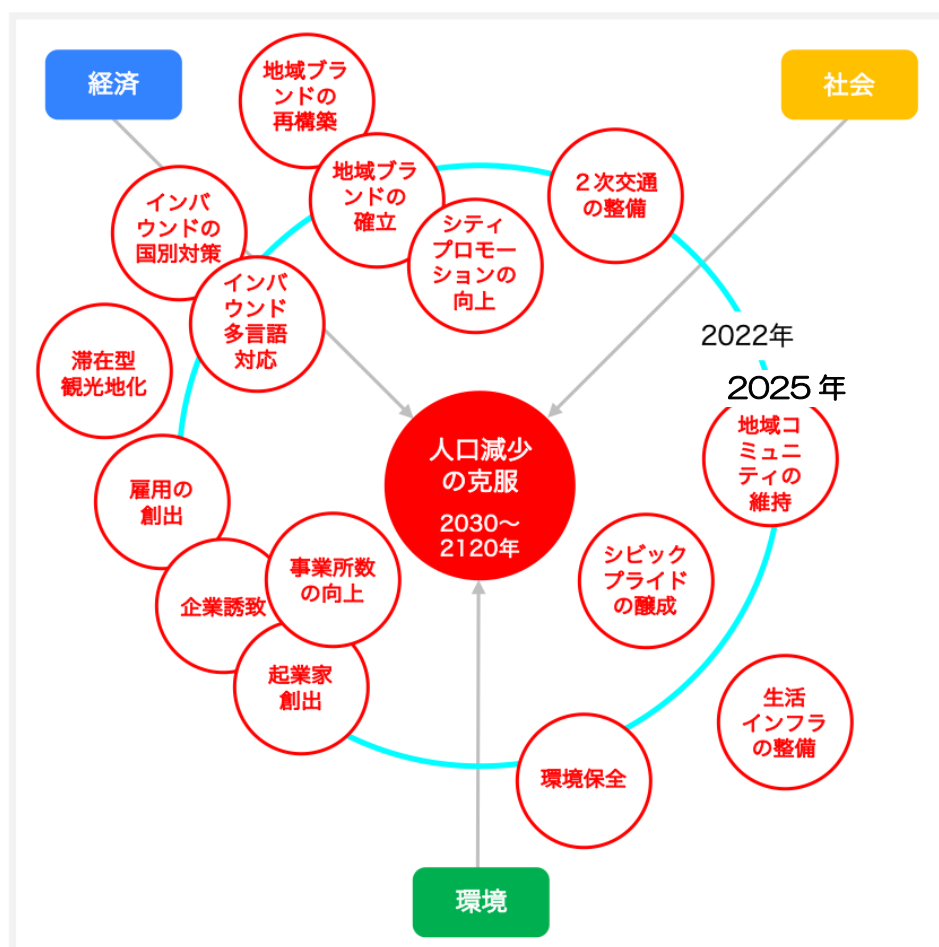 経済
社会
地域ブラ
ンドの
再構築
地域ブラ
ンドの
確立
2次交通
の整備
インバ
ウンドの
国別対策
シティ
プロモー
ションの
向上
インバ
ウンド
多言語
対応
2022年
2025年
滞在型
観光地化
地域コ
ミュニ
ティの
維持
人口減少
の克服
2030〜
2120年
雇用の
創出
事業所数
の向上
シビック
プライド
の醸成
企業誘致
起業家
創出
生活
インフラ
の整備
環境保全
環境